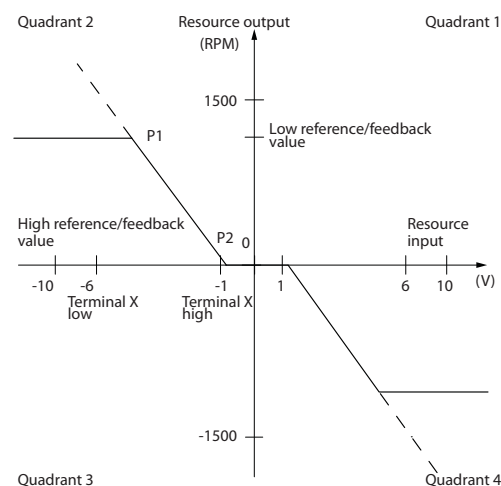 Quadrant 2
Resource output
(RPM)
Quadrant 1
1500
P1
Low reference/feedback
value
High reference/feedback
value
P2
0
Resource
input
(V)
-10
-6
-1
1
6
10
Terminal X
low
Terminal X
high
-1500
Quadrant 3
Quadrant 4